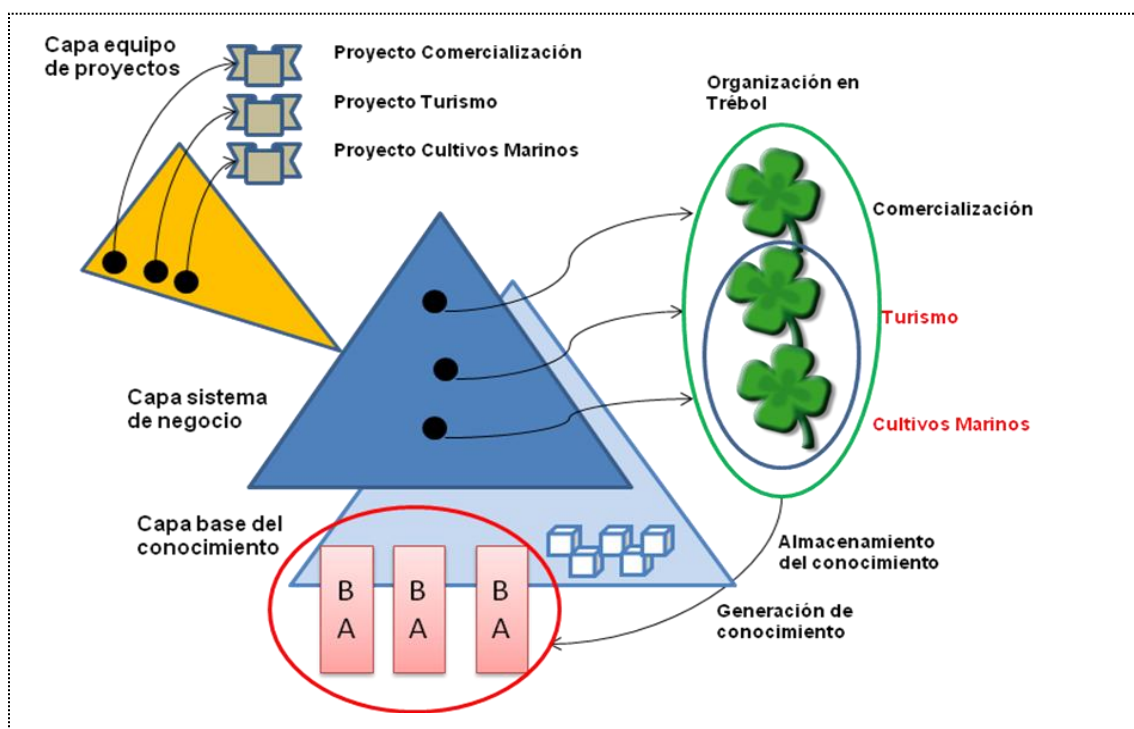 Capa equipo
de proyectos
Proyecto Comercialización
Proyecto Turismo
Proyecto Cultivos Marinos
Organización en
Trébol
Comercialización
Turismo
Cultivos Marinos
Capa sistema
de negocio
Capa base del
conocimiento
B
A
B
A
B
A
Almacenamiento
del conocimiento
Generación de
conocimiento